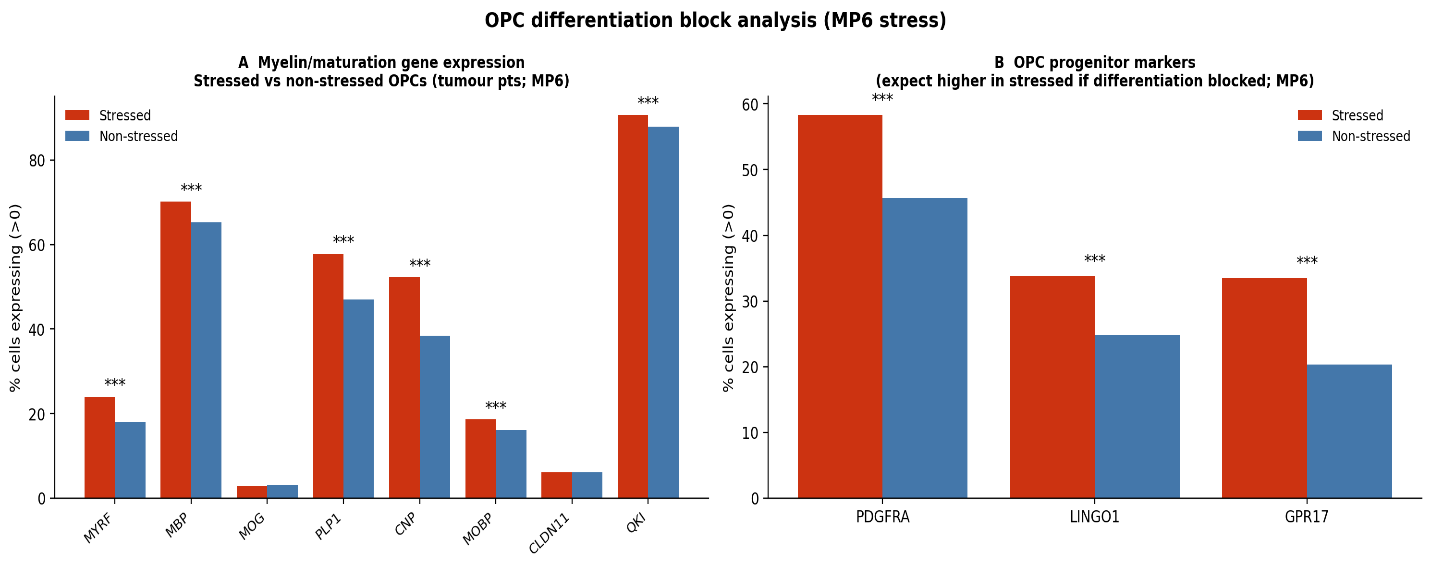 OPC differentiation block analysis (MP6 stress)
A  Myelin/maturation gene expression
Stressed vs non-stressed OPCs (tumour pts; MP6)
% cells expressing (>0)
80
60
40
20
0
Stressed
Non-stressed
***
***
***
***
***
***
MYRF
MBP
MOG
PLP1
CNP
MOBP
CLDN11
QKI
B  OPC progenitor markers
(expect higher in stressed if differentiation blocked; MP6)
% cells expressing (>0)
60
50
40
30
20
10
0
Stressed
Non-stressed
***
***
***
PDGFRA
LINGO1
GPR17